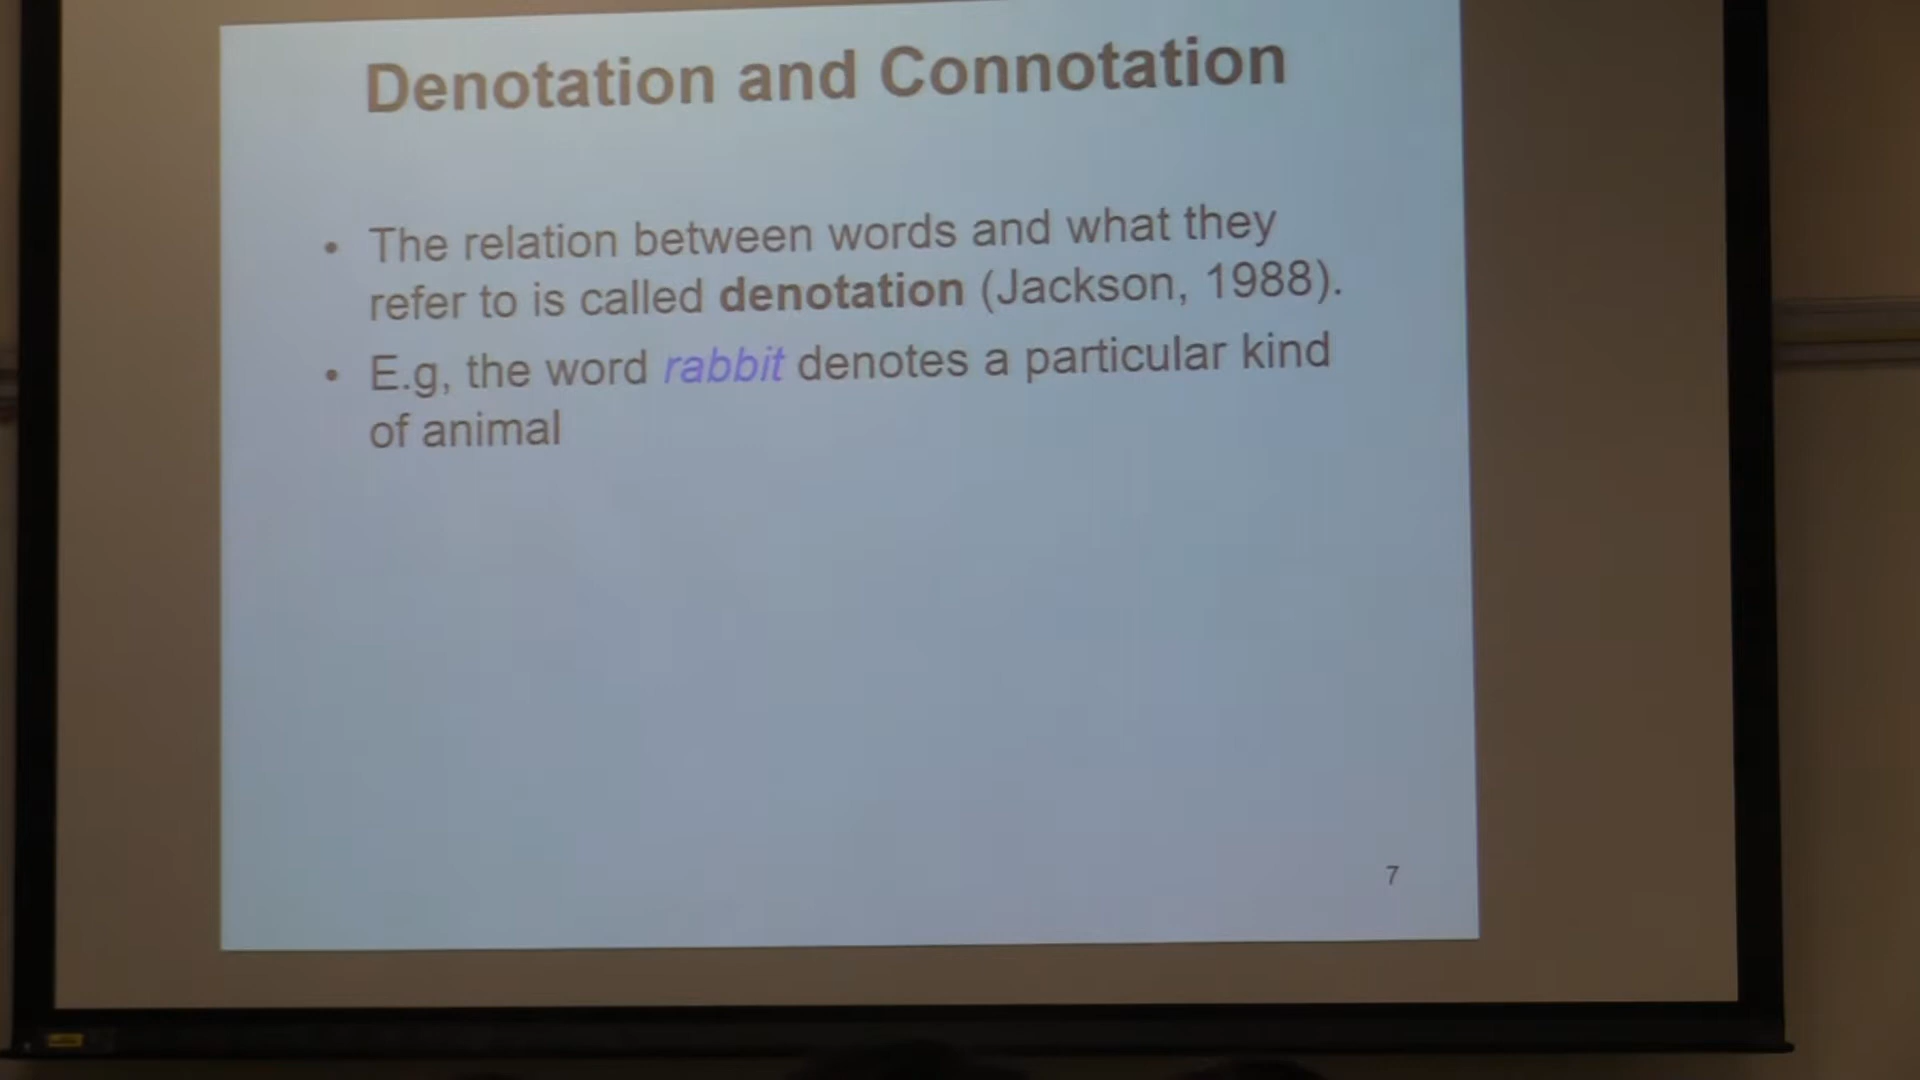 Denotation and Connotation
• The relation between words and what they
refer to is called denotation (Jackson, 1988).
• E.g, the word rabbit denotes a particular kind
of animal
7